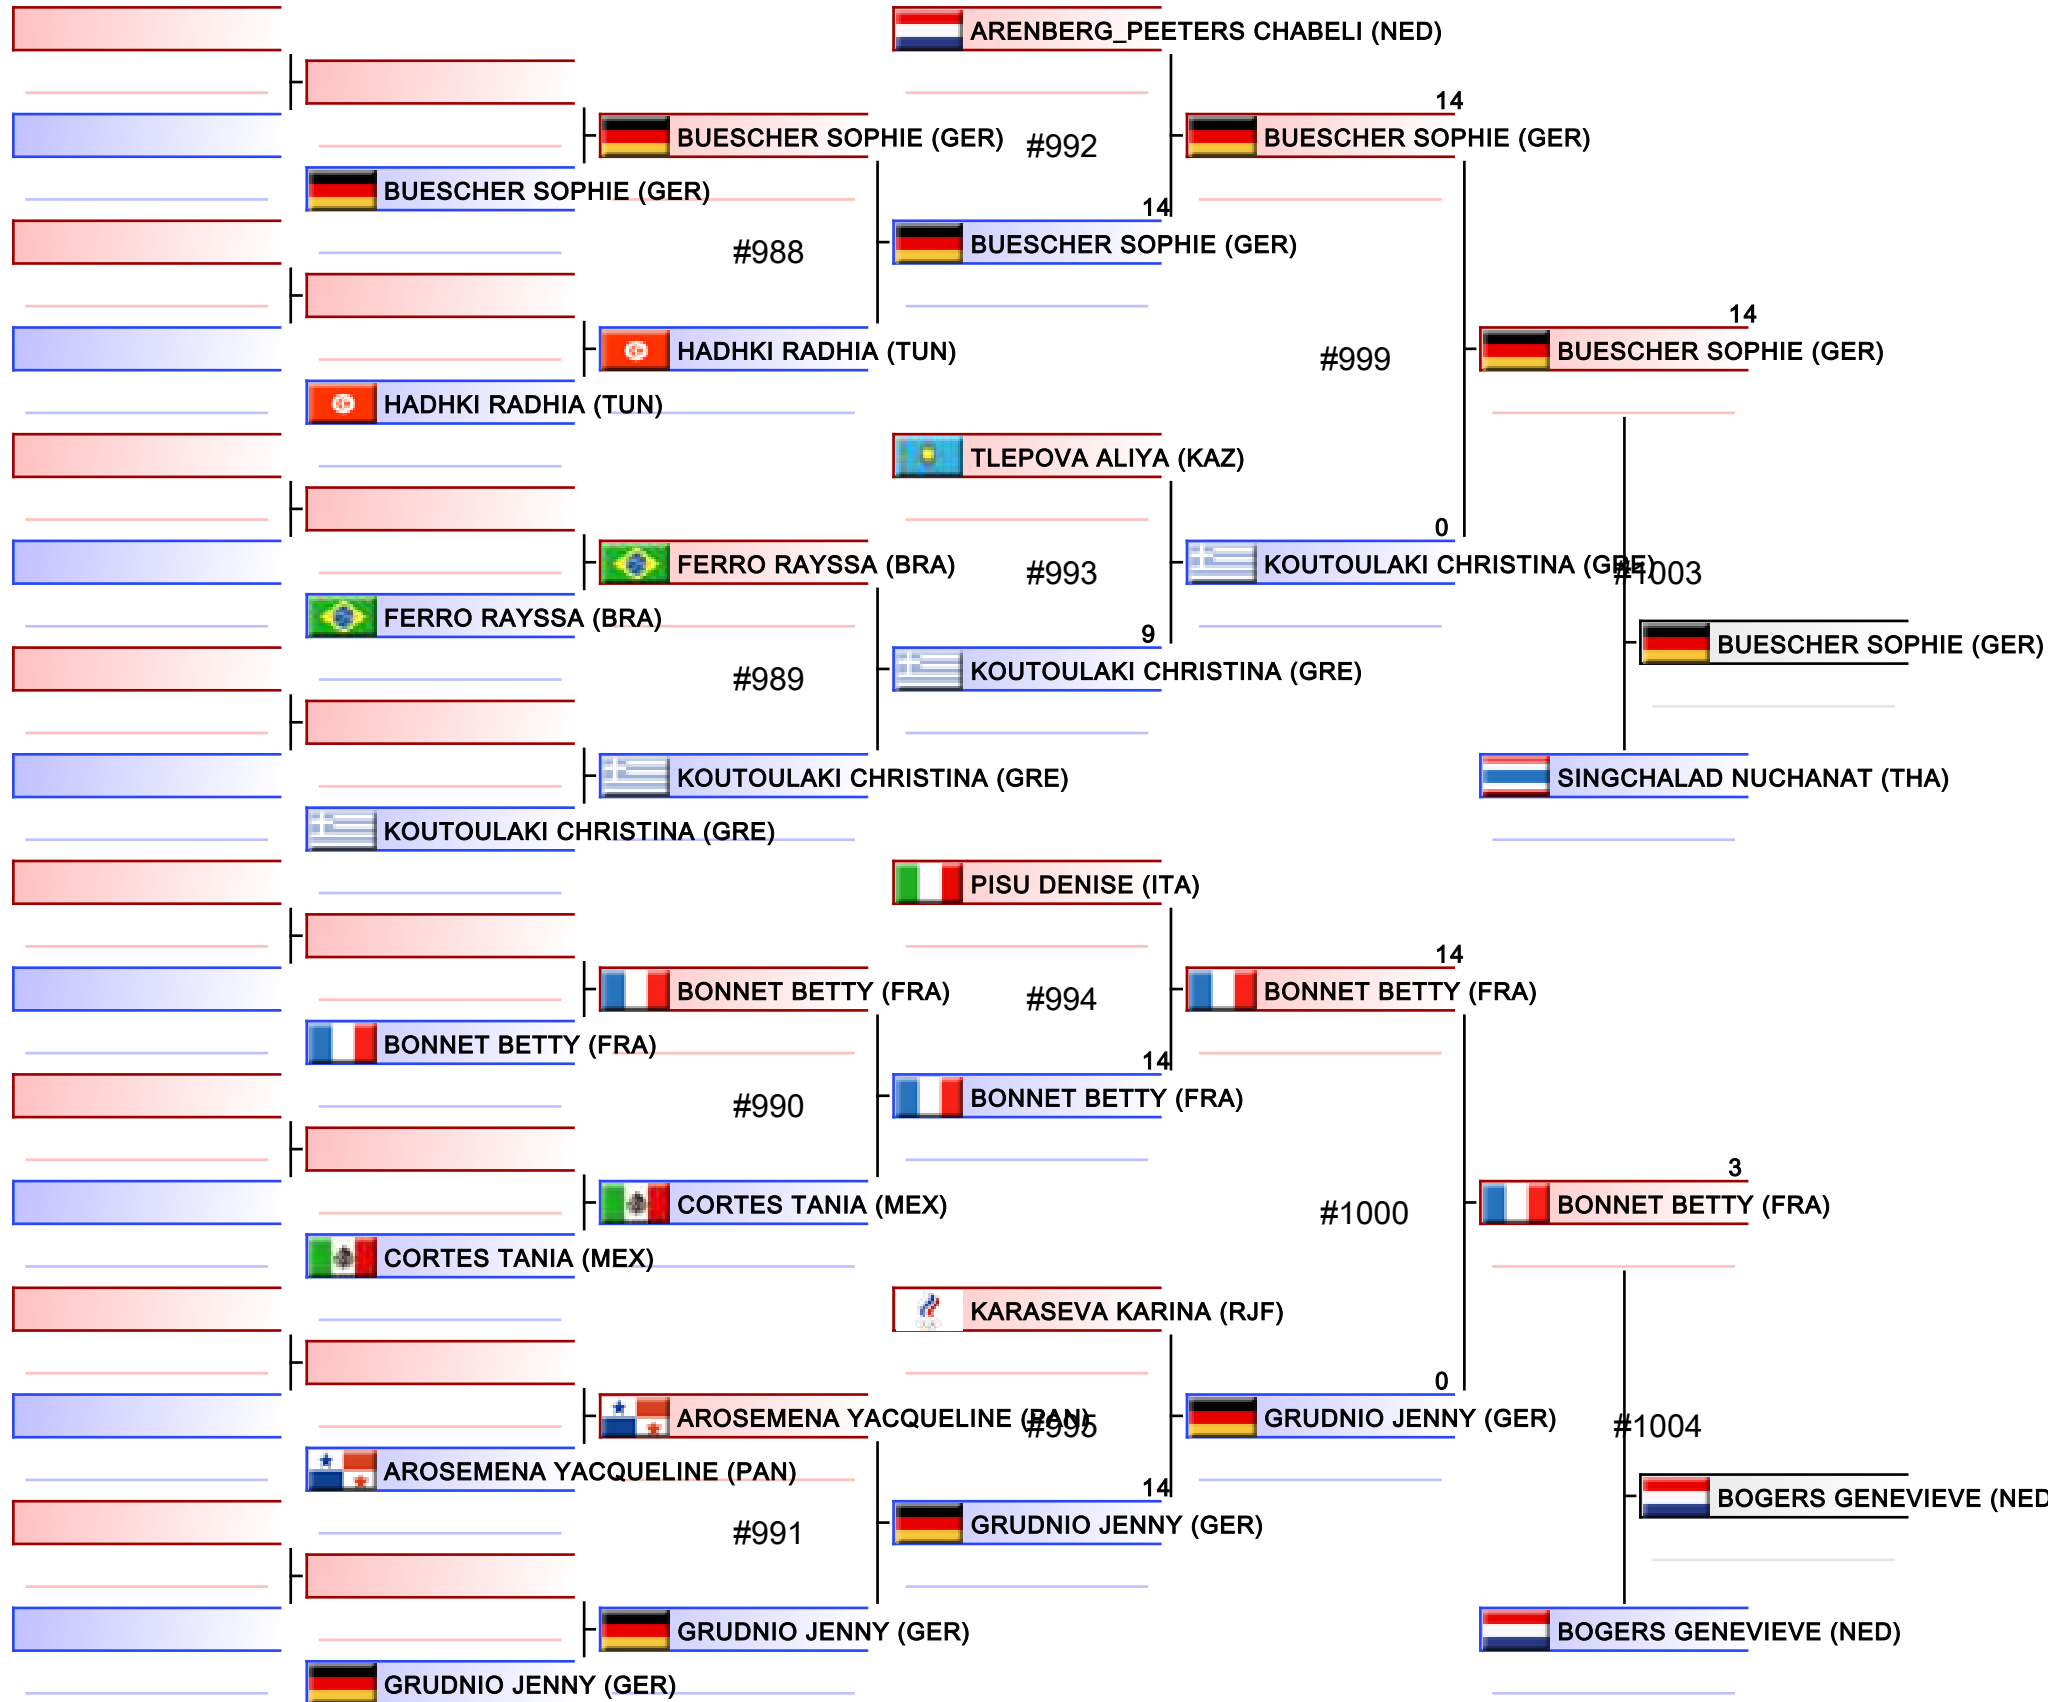 ARENBERG_PEETERS CHABELI (NED)
14
BUESCHER SOPHIE (GER)
#992
BUESCHER SOPHIE (GER)
BUESCHER SOPHIE (GER)
14
#988
BUESCHER SOPHIE (GER)
14
HADHKI RADHIA (TUN)
#999
BUESCHER SOPHIE (GER)
HADHKI RADHIA (TUN)
TLEPOVA ALIYA (KAZ)
0
FERRO RAYSSA (BRA)
#993
KOUTOULAKI CHRISTINA (GRE)
#1003
FERRO RAYSSA (BRA)
9
BUESCHER SOPHIE (GER)
#989
KOUTOULAKI CHRISTINA (GRE)
KOUTOULAKI CHRISTINA (GRE)
SINGCHALAD NUCHANAT (THA)
KOUTOULAKI CHRISTINA (GRE)
PISU DENISE (ITA)
14
BONNET BETTY (FRA)
#994
BONNET BETTY (FRA)
BONNET BETTY (FRA)
14
#990
BONNET BETTY (FRA)
3
CORTES TANIA (MEX)
#1000
BONNET BETTY (FRA)
CORTES TANIA (MEX)
KARASEVA KARINA (RJF)
0
AROSEMENA YACQUELINE (PAN)
#995
GRUDNIO JENNY (GER)
#1004
AROSEMENA YACQUELINE (PAN)
14
BOGERS GENEVIEVE (NED
#991
GRUDNIO JENNY (GER)
GRUDNIO JENNY (GER)
BOGERS GENEVIEVE (NED)
GRUDNIO JENNY (GER)